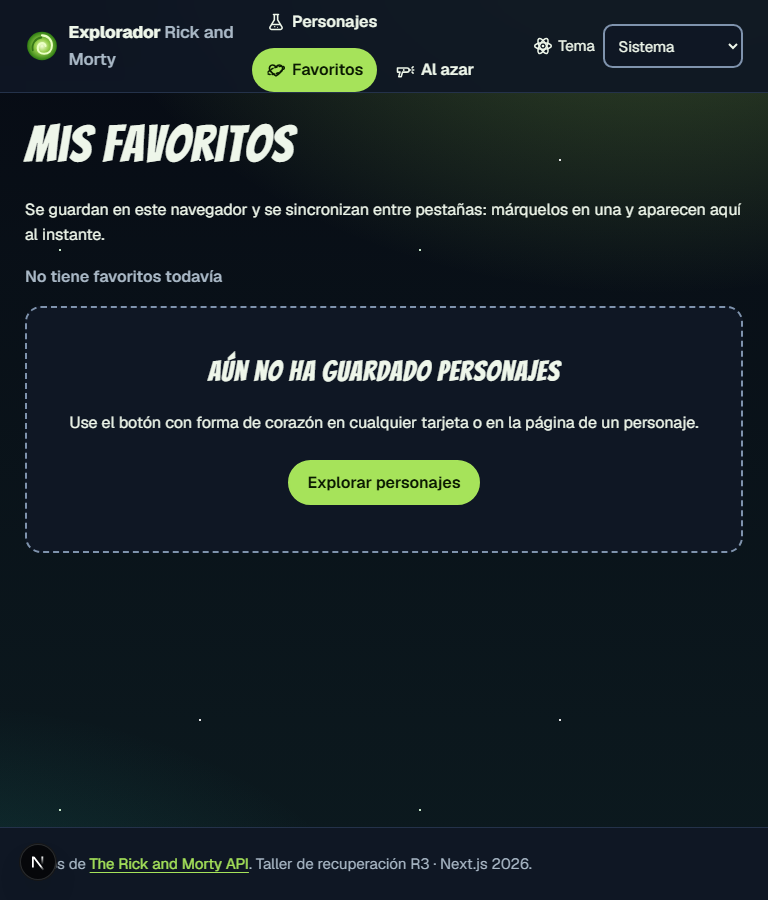 Explorador Rick and
Morty
Personajes
Favoritos
Al azar
Tema
Sistema
MIS FAVORITOS
Se guardan en este navegador y se sincronizan entre pestañas: márquelos en una y aparecen aquí
al instante.
No tiene favoritos todavía
AÚN NO HA GUARDADO PERSONAJES
Use el botón con forma de corazón en cualquier tarjeta o en la página de un personaje.
Explorar personajes
N
s de The Rick and Morty API. Taller de recuperación R3 · Next.js 2026.